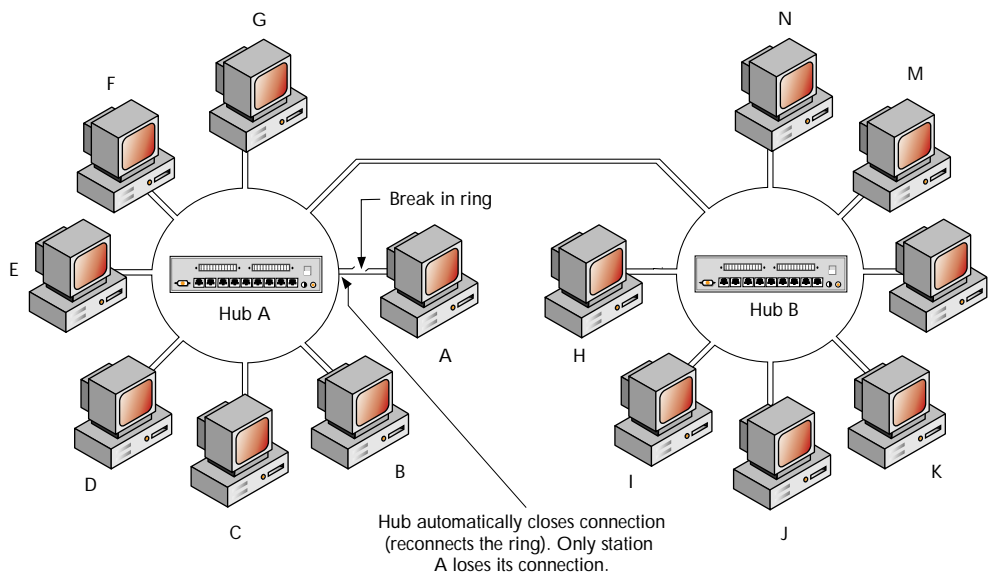 G
N
F
M
Break in ring
E
Hub A
Hub B
A
H
D
B
I
K
C
J
Hub automatically closes connection
(reconnects the ring). Only station
A loses its connection.